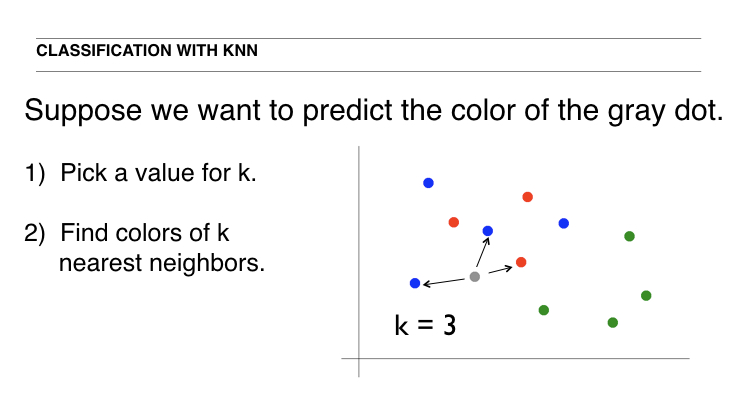 CLASSIFICATION WITH KNN
Suppose we want to predict the color of the gray dot.
1) Pick a value for k.
2) Find colors of k
nearest neighbors.
k = 3